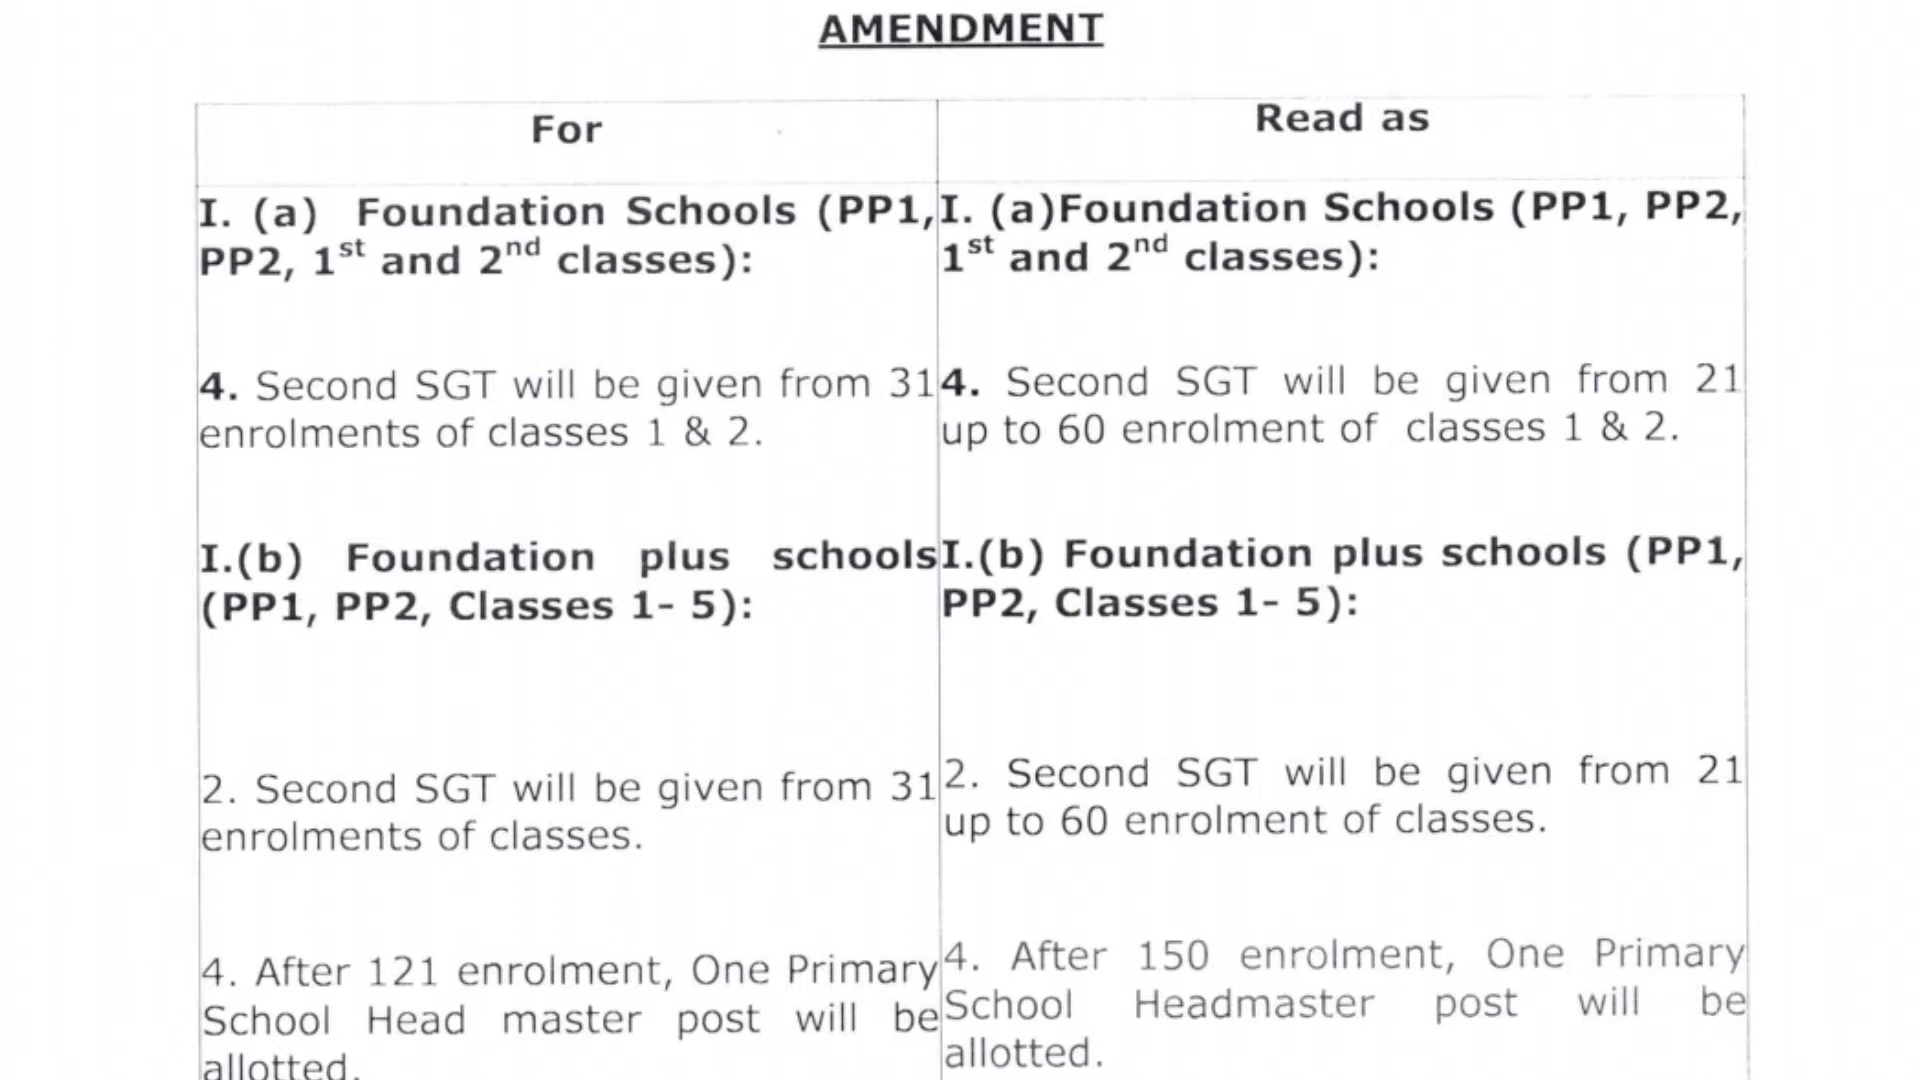 AMENDMENT
For
Read as
I. (a) Foundation Schools (PP1,
PP2, 1st and 2nd classes):
I. (a)Foundation Schools (PP1, PP2,
1st and 2nd classes):
4. Second SGT will be given from 31
enrolments of classes 1 & 2.
4. Second SGT will be given from 21
up to 60 enrolment of classes 1 & 2.
I.(b) Foundation plus schools
(PP1, PP2, Classes 1- 5):
I.(b) Foundation plus schools (PP1,
PP2, Classes 1- 5):
2. Second SGT will be given from 31
enrolments of classes.
2. Second SGT will be given from 21
up to 60 enrolment of classes.
4. After 121 enrolment, One Primary
School Head master post will be
allotted.
4. After 150 enrolment, One Primary
School Headmaster post will be
allotted.